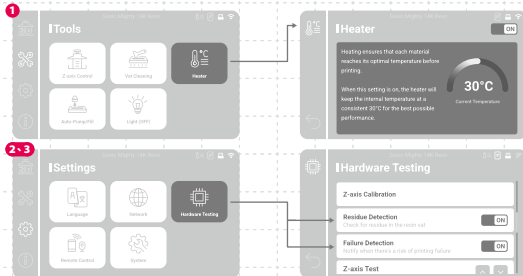 1
Tools
Z-axis Control
Vat Cleaning
Heater
Auto Pump/Fill
Light (OFF)
Heater
ON
Heating ensures that each material
reaches its optimal temperature before
printing.
When this setting is on, the heater will
keep the internal temperature at a
consistent 30°C for the best possible
performance.
30°C
Current Temperature
2、3
Settings
Language
Network
Hardware Testing
Remote Control
System
Hardware Testing
Z-axis Calibration
Residue Detection
Check for residue in the resin vat
ON
Failure Detection
Notify when there's a risk of printing failure
ON
Z-axis Test